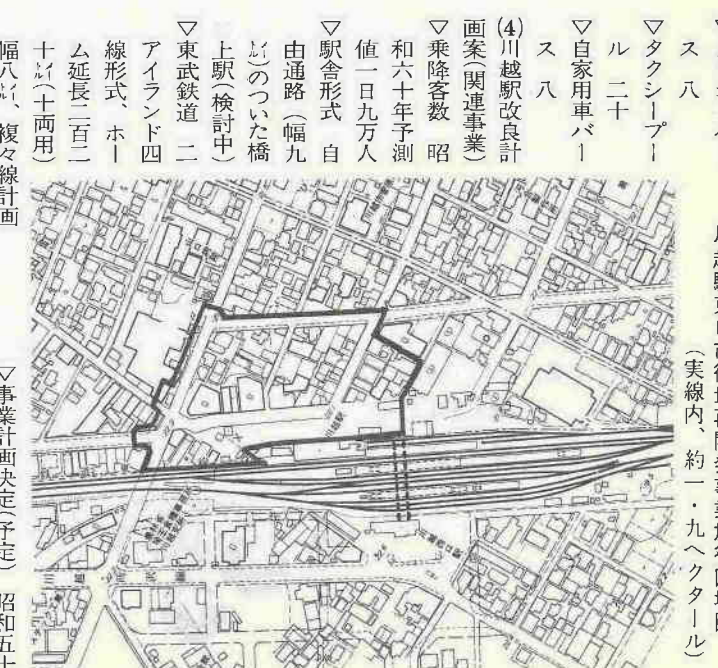 (実線内、約一・九ヘクタール)
ス 八
▽タクシープー
ル 二十
▽自家用車バー
ス 八
(4)川越駅改良計
画案(関連事業)
▽乗降客数 昭
和六十年予測
値一日九万人
▽駅舎形式 自
由通路(幅九
㍍)のついた橋
上駅(検討中)
▽東武鉄道 二
アイランド四
線形式、ホー
ム延長二百二
十㍍(十両用)
幅八㍍、複々線計画
▽事業計画決定(予定) 昭和五十
川越駅